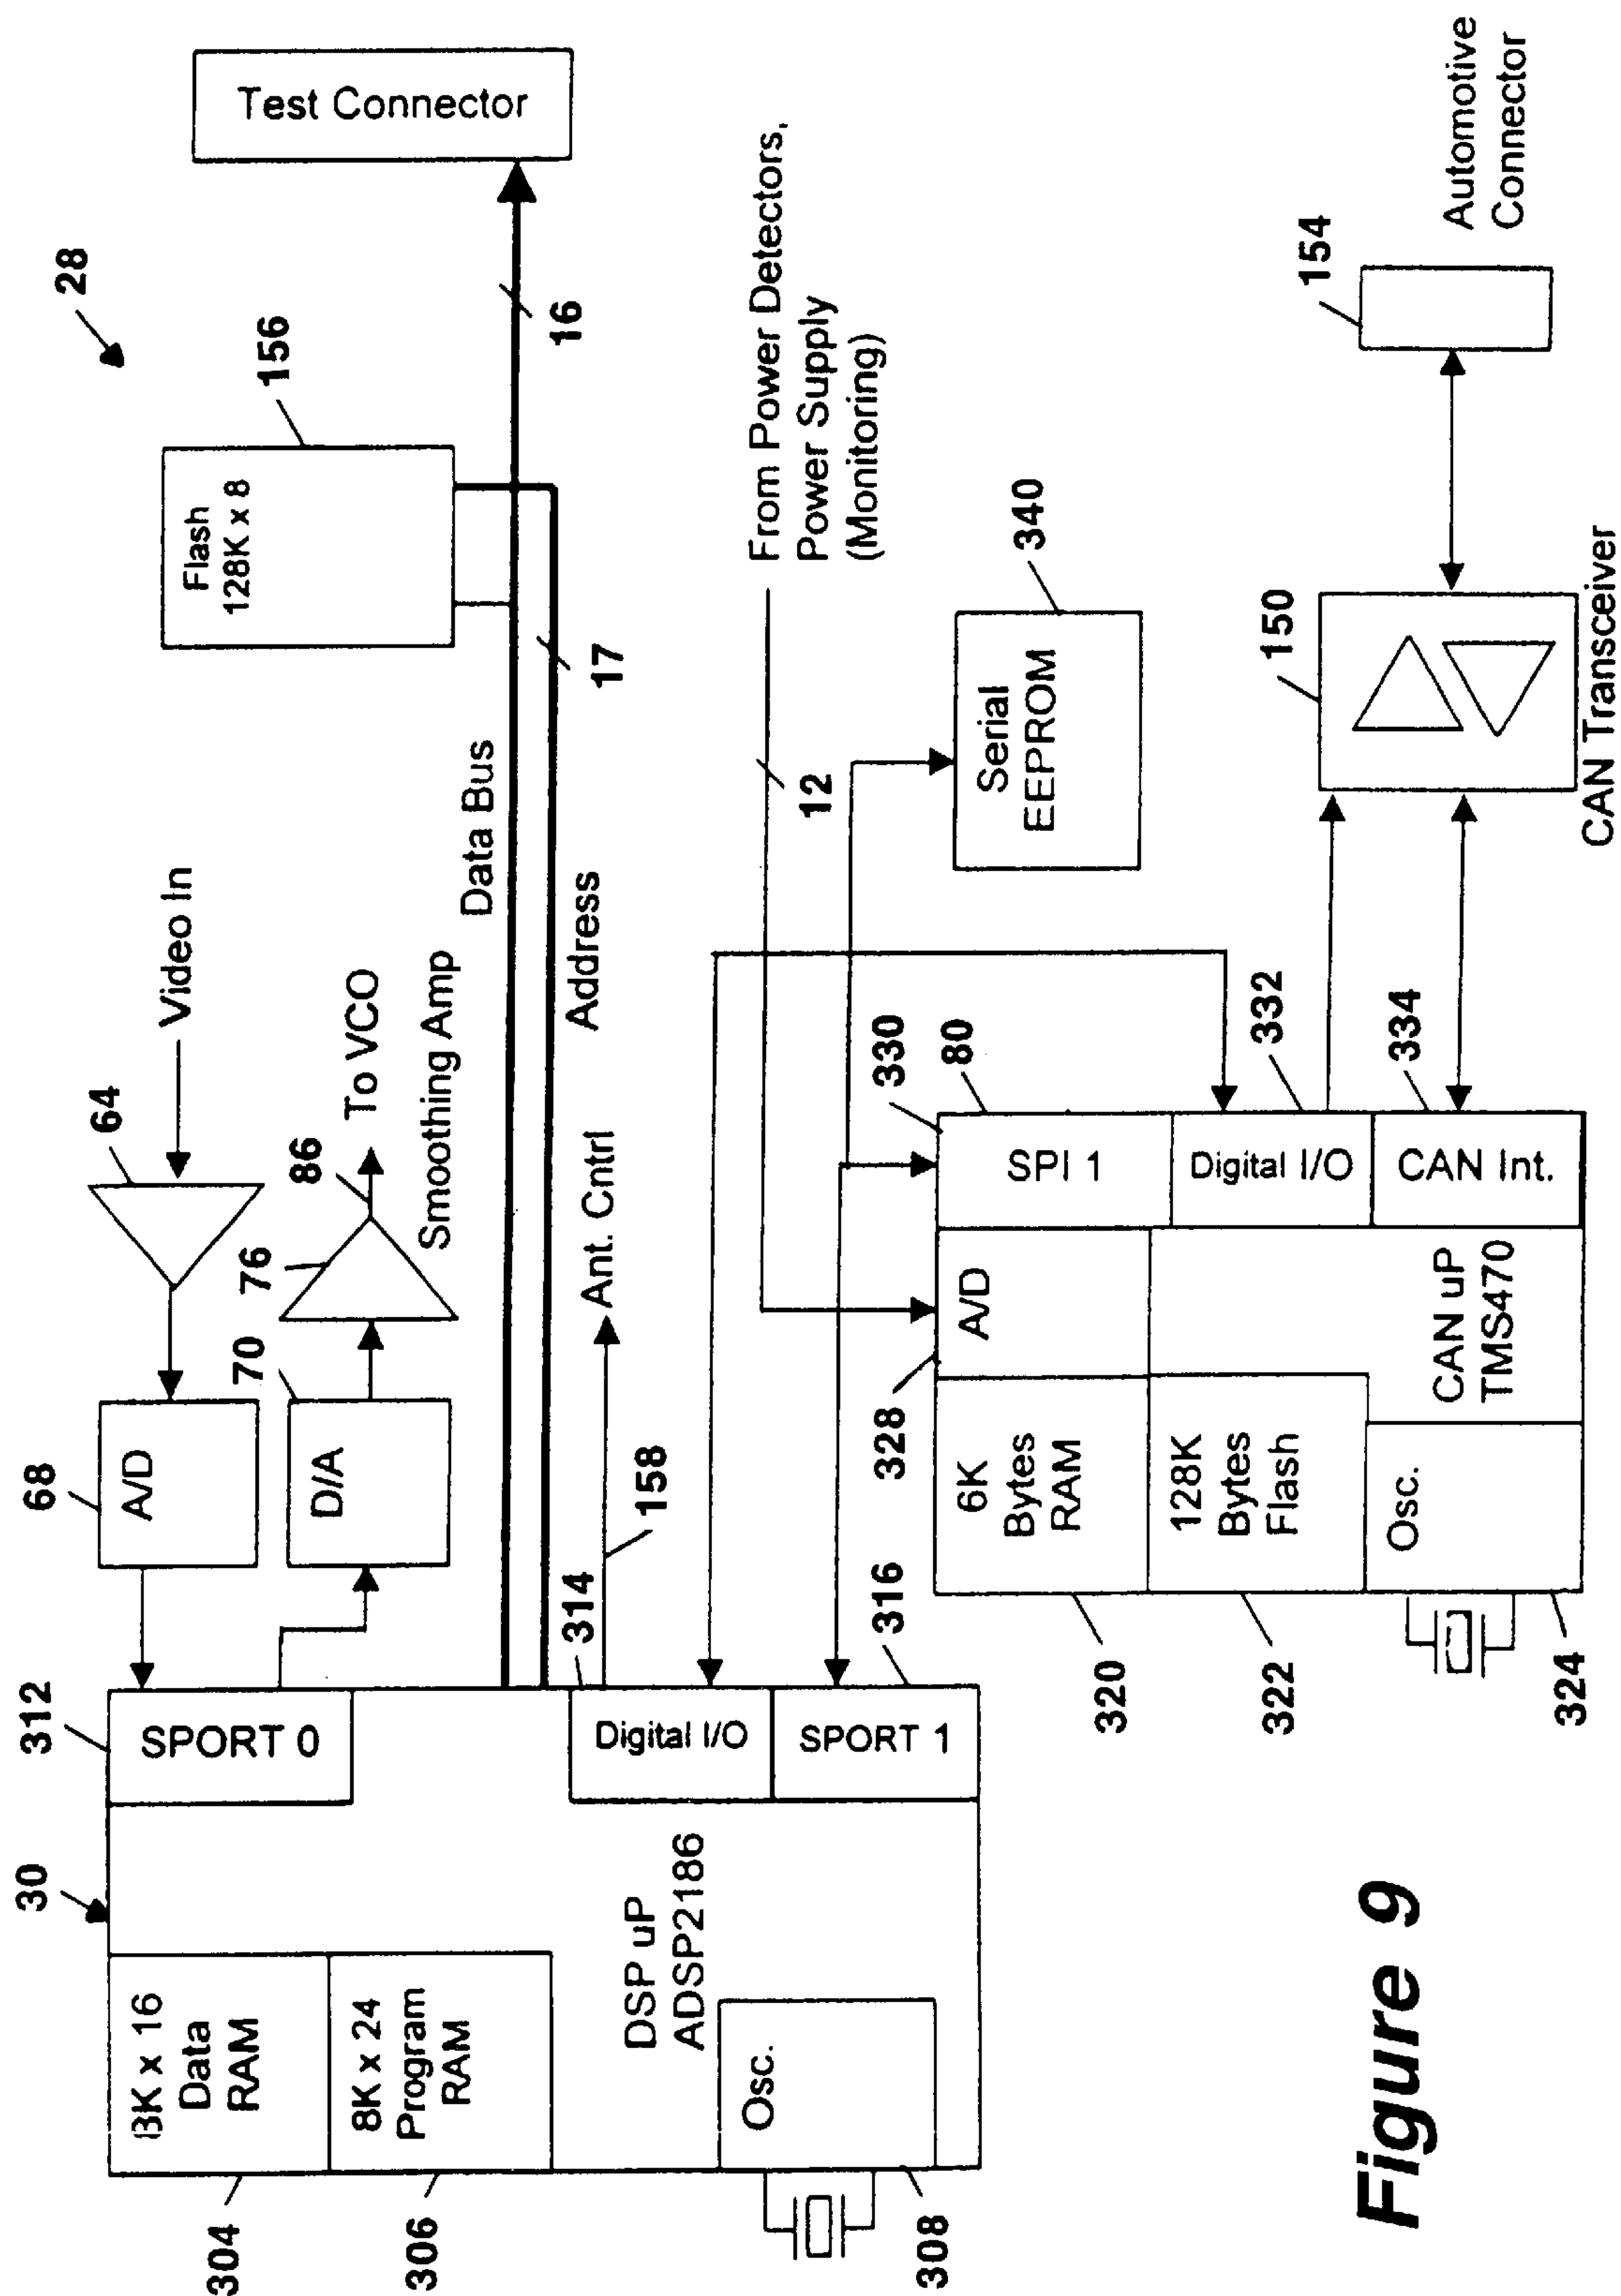 28
Video In
64
68
A/D
To VCO
86
76
Smoothing Amp
70
D/A
156
Flash
128K x 8
Test Connector
16
Data Bus
17
Address
312
SPORT 0
30
8K x 16
Data
RAM
304
8K x 24
Program
RAM
306
DSP uP
ADSP2186
Osc.
308
314
Digital I/O
158
Ant. Cntrl
SPORT 1
316
From Power Detectors,
Power Supply
(Monitoring)
12
340
Serial
EEPROM
330
80
SPI 1
332
Digital I/O
334
CAN Int.
328
A/D
6K
Bytes
RAM
320
128K
Bytes
Flash
322
CAN uP
TMS470
Osc.
324
150
CAN Transceiver
154
Automotive
Connector
Figure 9